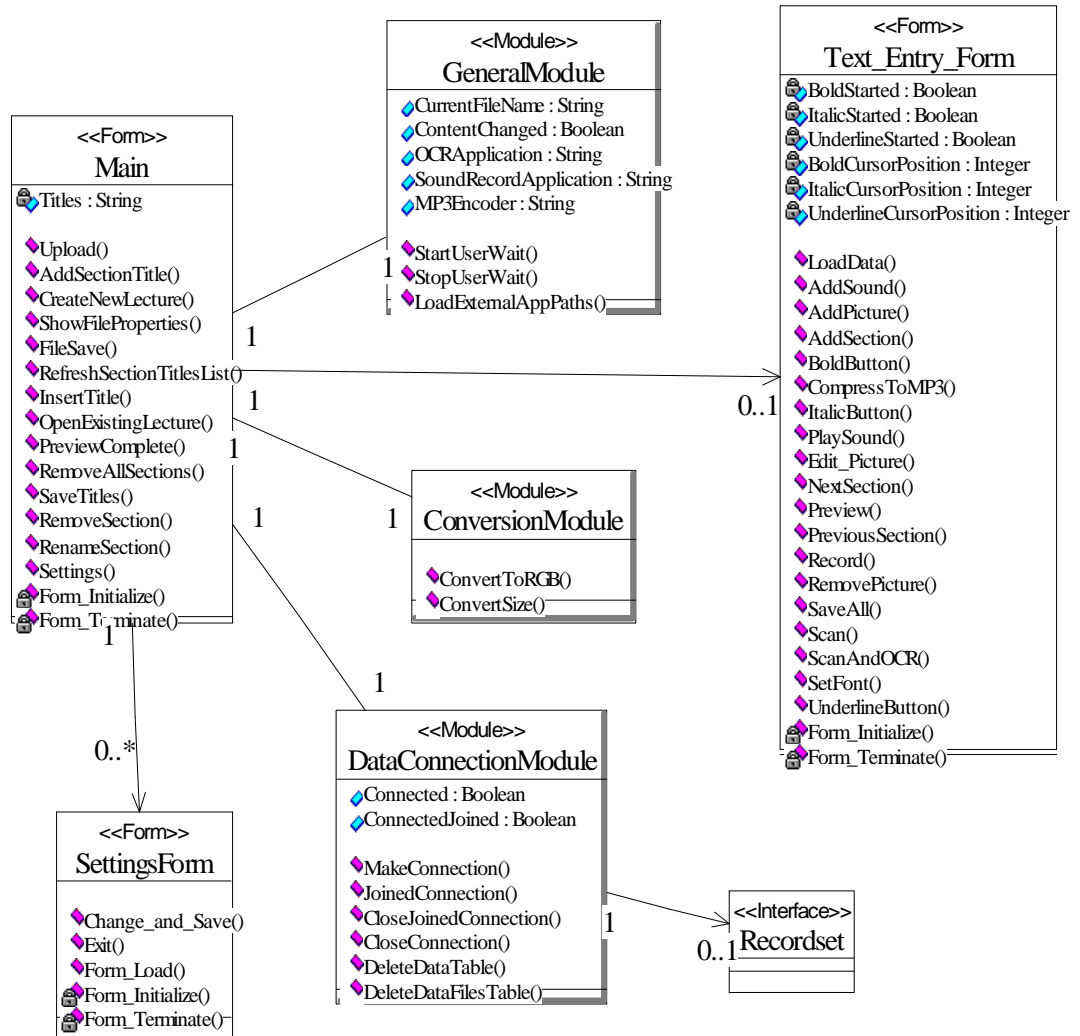 <<Form>>
Main
Titles : String
Upload()
AddSectionTitle()
CreateNewLecture()
ShowFileProperties()
FileSave()
RefreshSectionTitlesList()
InsertTitle()
OpenExistingLecture()
PreviewComplete()
RemoveAllSections()
SaveTitles()
RemoveSection()
RenameSection()
Settings()
Form_Initialize()
Form_Terminate()
<<Module>>
GeneralModule
CurrentFileName : String
ContentChanged : Boolean
OCRApplication : String
SoundRecordApplication : String
MP3Encoder : String
StartUserWait()
StopUserWait()
LoadExternalAppPaths()
<<Form>>
Text_Entry_Form
BoldStarted : Boolean
ItalicStarted : Boolean
UnderlineStarted : Boolean
BoldCursorPosition : Integer
ItalicCursorPosition : Integer
UnderlineCursorPosition : Integer
LoadData()
AddSound()
AddPicture()
AddSection()
BoldButton()
CompressToMP3()
ItalicButton()
PlaySound()
Edit_Picture()
NextSection()
Preview()
PreviousSection()
Record()
RemovePicture()
SaveAll()
Scan()
ScanAndOCR()
SetFont()
UnderlineButton()
Form_Initialize()
Form_Terminate()
1
1
1
0..1
1
1
1
1
1
0..*
<<Module>>
ConversionModule
ConvertToRGB()
ConvertSize()
<<Module>>
DataConnectionModule
Connected : Boolean
ConnectedJoined : Boolean
MakeConnection()
JoinedConnection()
CloseJoinedConnection()
CloseConnection()
DeleteDataTable()
DeleteDataFilesTable()
<<Form>>
SettingsForm
Change_and_Save()
Exit()
Form_Load()
Form_Initialize()
Form_Terminate()
1
0..1
<<Interface>>
Recordset